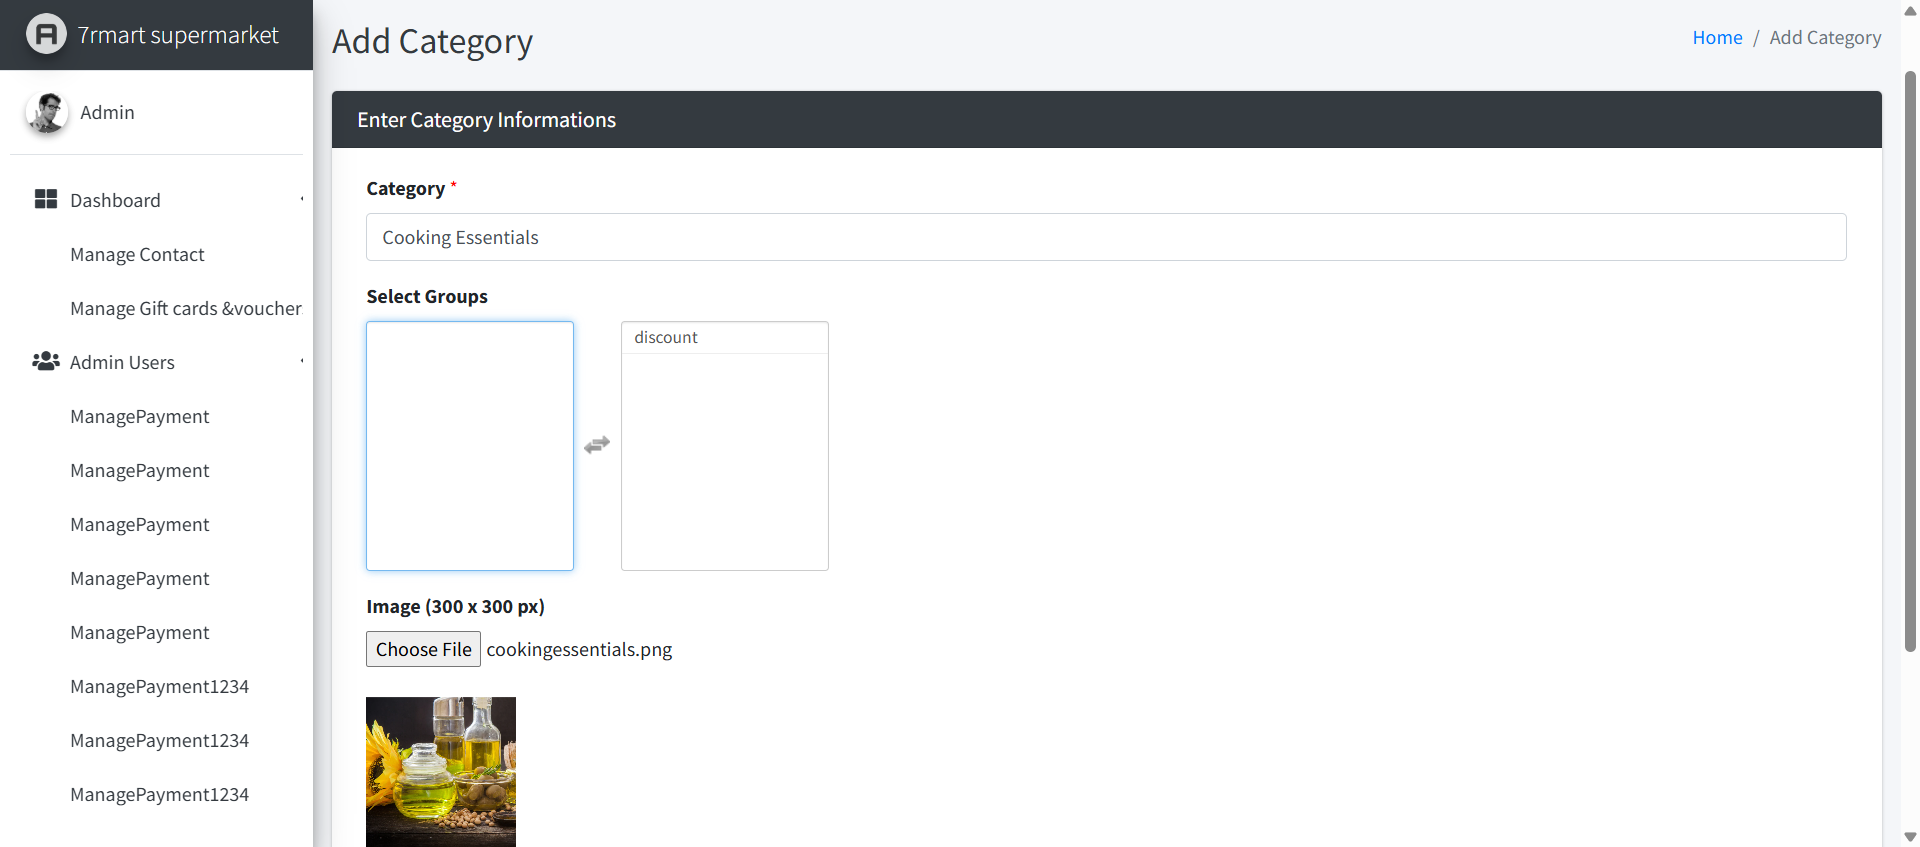 7rmart supermarket
Admin
Dashboard
Manage Contact
Manage Gift cards &voucher
Admin Users
ManagePayment
ManagePayment
ManagePayment
ManagePayment
ManagePayment
ManagePayment1234
ManagePayment1234
ManagePayment1234
Add Category
Home / Add Category
Enter Category Informations
Category *
Cooking Essentials
Select Groups
discount
Image (300 x 300 px)
Choose File cookingessentials.png